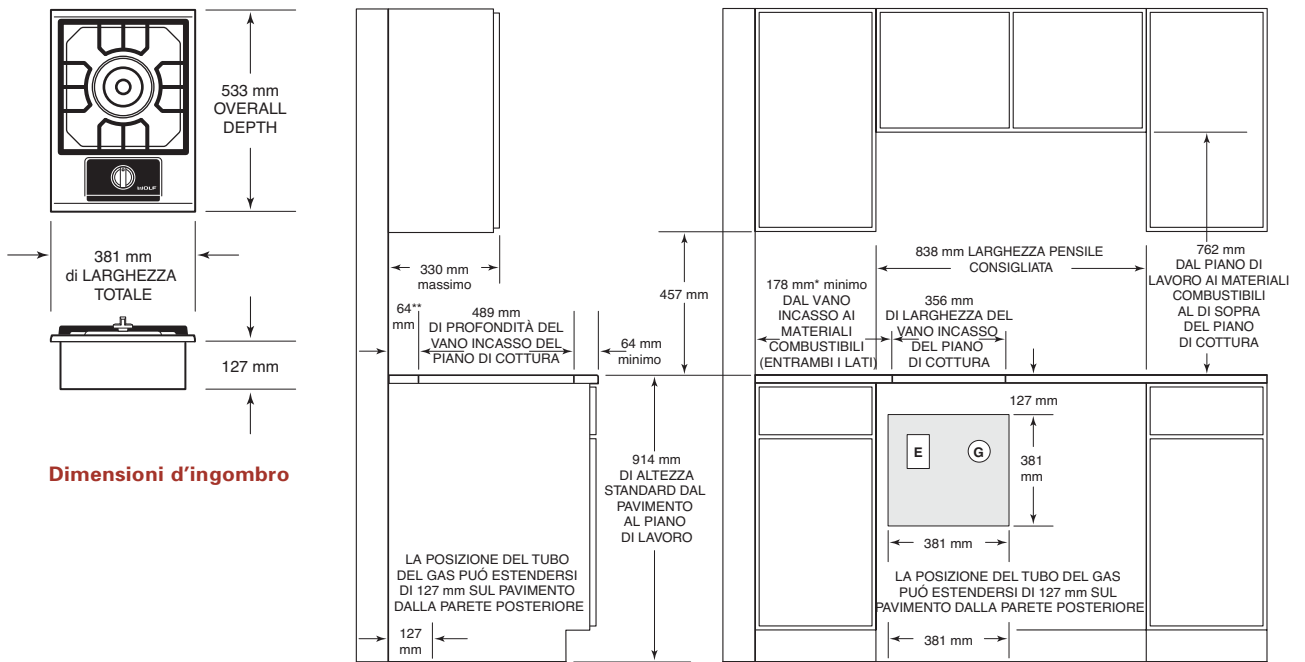 533 mm
OVERALL
DEPTH
WOLF
381 mm
di LARGHEZZA
TOTALE
127 mm
Dimensioni d'ingombro
330 mm
massimo
64**
mm
489 mm
DI PROFONDITÀ DEL
VANO INCASSO DEL
PIANO DI COTTURA
64 mm
minimo
457 mm
914 mm
DI ALTEZZA
STANDARD DAL
PAVIMENTO
AL PIANO
DI LAVORO
LA POSIZIONE DEL TUBO
DEL GAS PUÓ ESTENDERSI
DI 127 mm SUL PAVIMENTO
DALLA PARETE POSTERIORE
127
mm
838 mm LARGHEZZA PENSILE
CONSIGLIATA
178 mm* minimo
DAL VANO
INCASSO AI
MATERIALI
COMBUSTIBILI
(ENTRAMBI I LATI)
356 mm
DI LARGHEZZA DEL
VANO INCASSO
DEL PIANO
DI COTTURA
762 mm
DAL PIANO DI
LAVORO AI MATERIALI
COMBUSTIBILI
AL DI SOPRA
DEL PIANO
DI COTTURA
127 mm
E
G
381
mm
381 mm
LA POSIZIONE DEL TUBO DEL GAS
PUÓ ESTENDERSI DI 127 mm SUL
PAVIMENTO DALLA PARETE POSTERIORE
381 mm